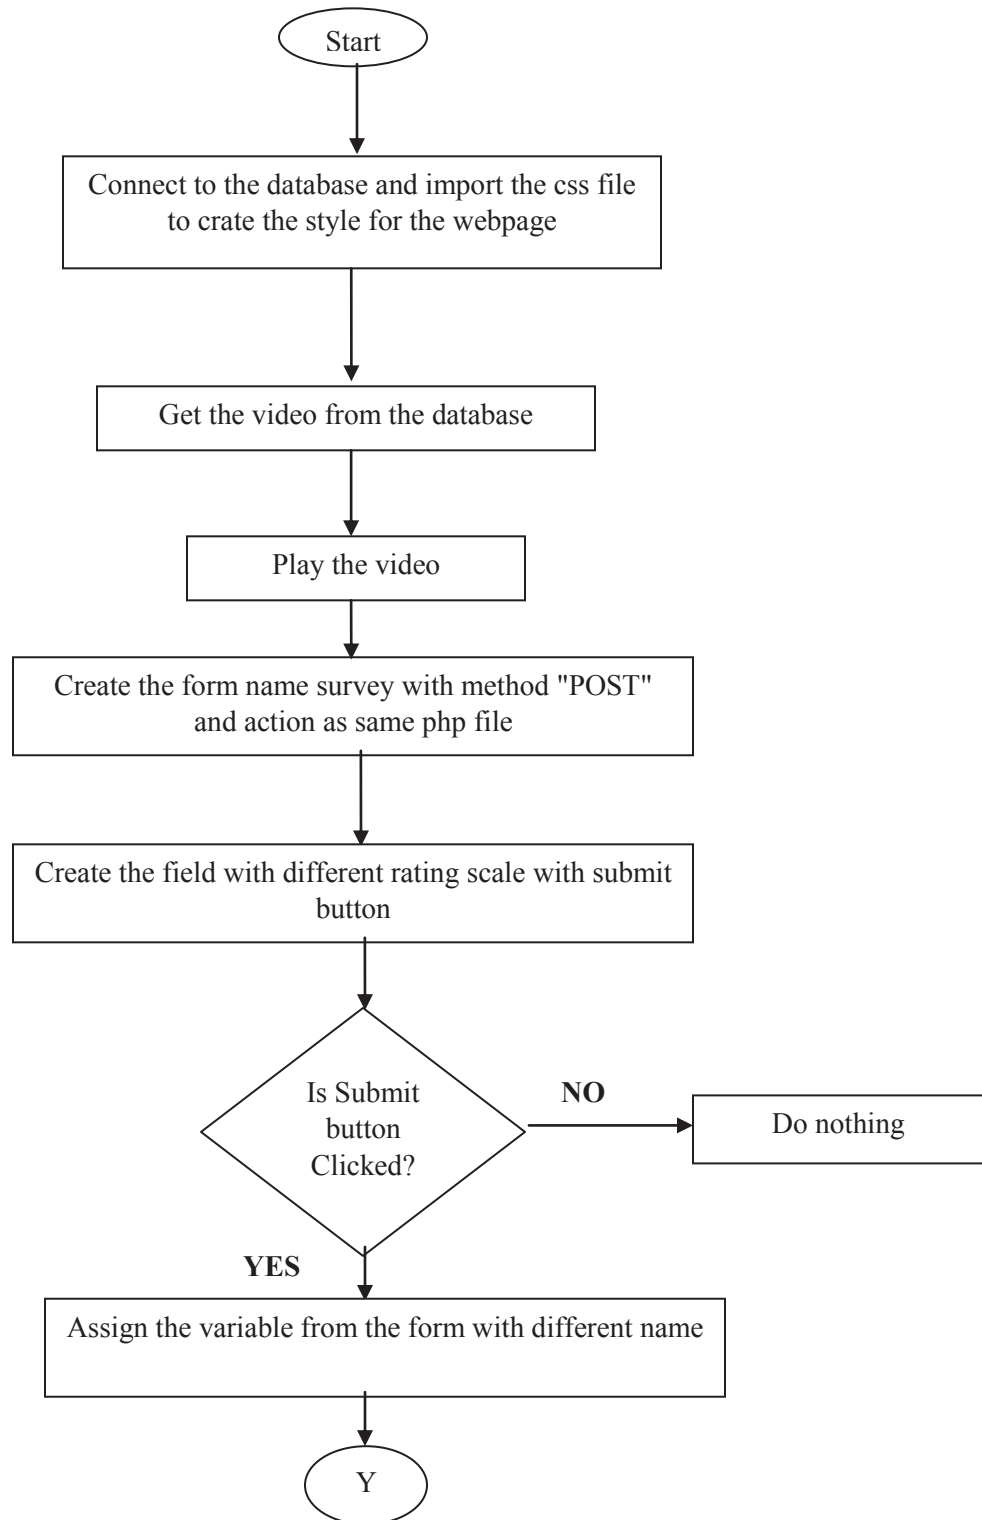 Start
Connect to the database and import the css file
to crate the style for the webpage
Get the video from the database
Play the video
Create the form name survey with method "POST"
and action as same php file
Create the field with different rating scale with submit
button
Is Submit
button
Clicked?
NO
Do nothing
YES
Assign the variable from the form with different name
Y